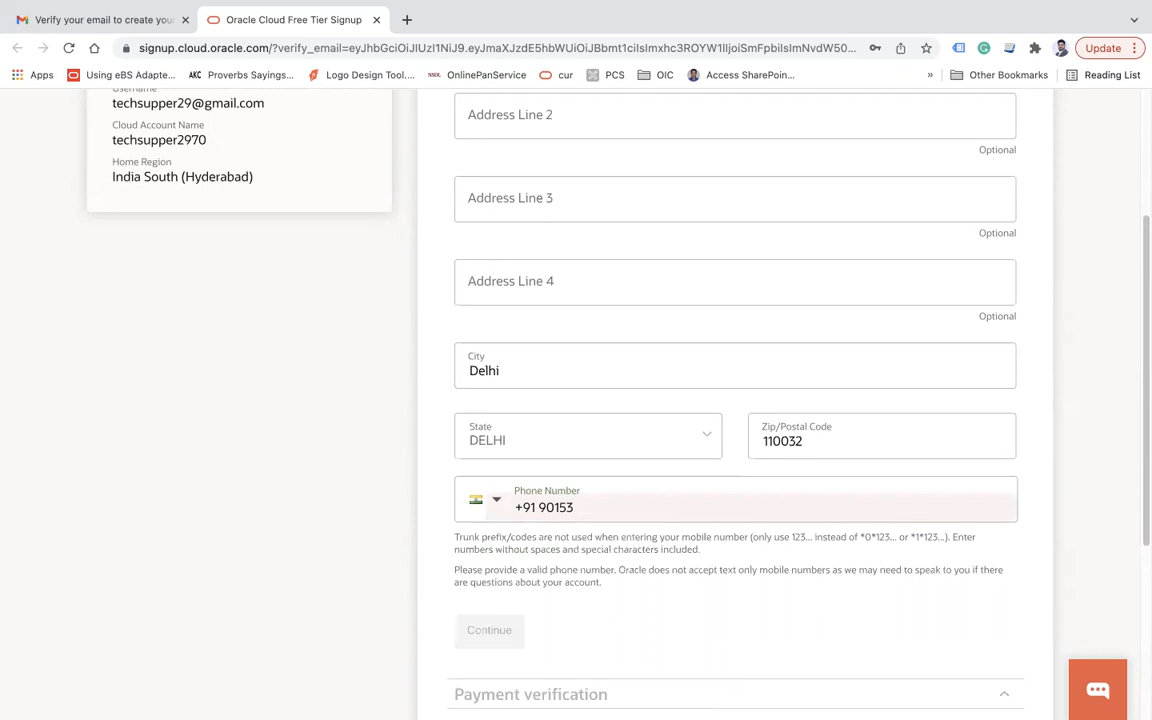 Verify your email to create you
Oracle Cloud Free Tier Signup
signup.cloud.oracle.com/?verify_email=eyJhbGciOiJIUzI1NiJ9.eyJmaXJzdE5hbWUiOiJBbmt1ciIsImxhc3ROYW1lIjoiSmFpbiIsImNvdW50...
Update
Apps
Using eBS Adapte...
AKC Proverbs Sayings...
Logo Design Tool....
NSDL OnlinePanService
cur
PCS
OIC
Access SharePoin...
»
Other Bookmarks
Reading List
Username
techsupper29@gmail.com
Cloud Account Name
techsupper2970
Home Region
India South (Hyderabad)
Address Line 2
Optional
Address Line 3
Optional
Address Line 4
Optional
City
Delhi
State
DELHI
Zip/Postal Code
110032
Phone Number
+91 90153
Trunk prefix/codes are not used when entering your mobile number (only use 123... instead of *0*123... or *1*123...). Enter
numbers without spaces and special characters included.
Please provide a valid phone number. Oracle does not accept text only mobile numbers as we may need to speak to you if there
are questions about your account.
Continue
Payment verification